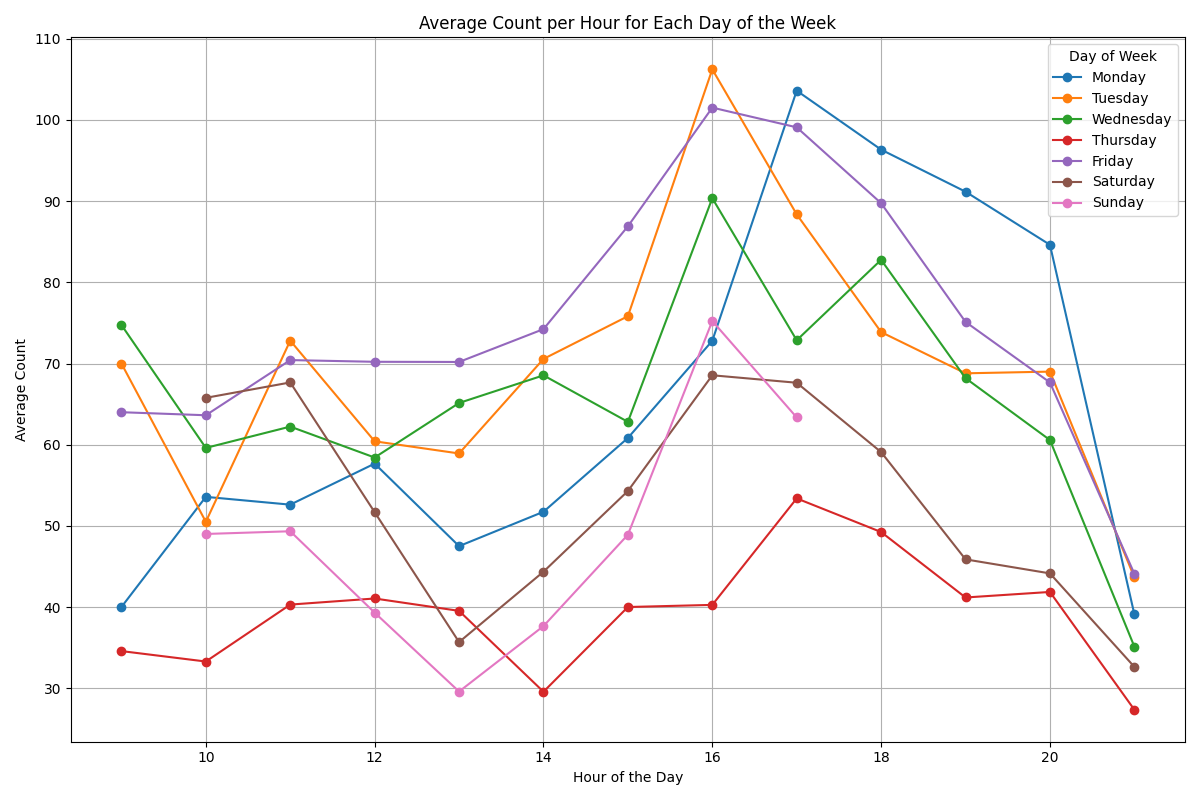 Average Count per Hour for Each Day of the Week
110
100
90
80
70
60
50
40
30
Average Count
Day of Week
Monday
Tuesday
Wednesday
Thursday
Friday
Saturday
Sunday
10 12 14 16 18 20
Hour of the Day